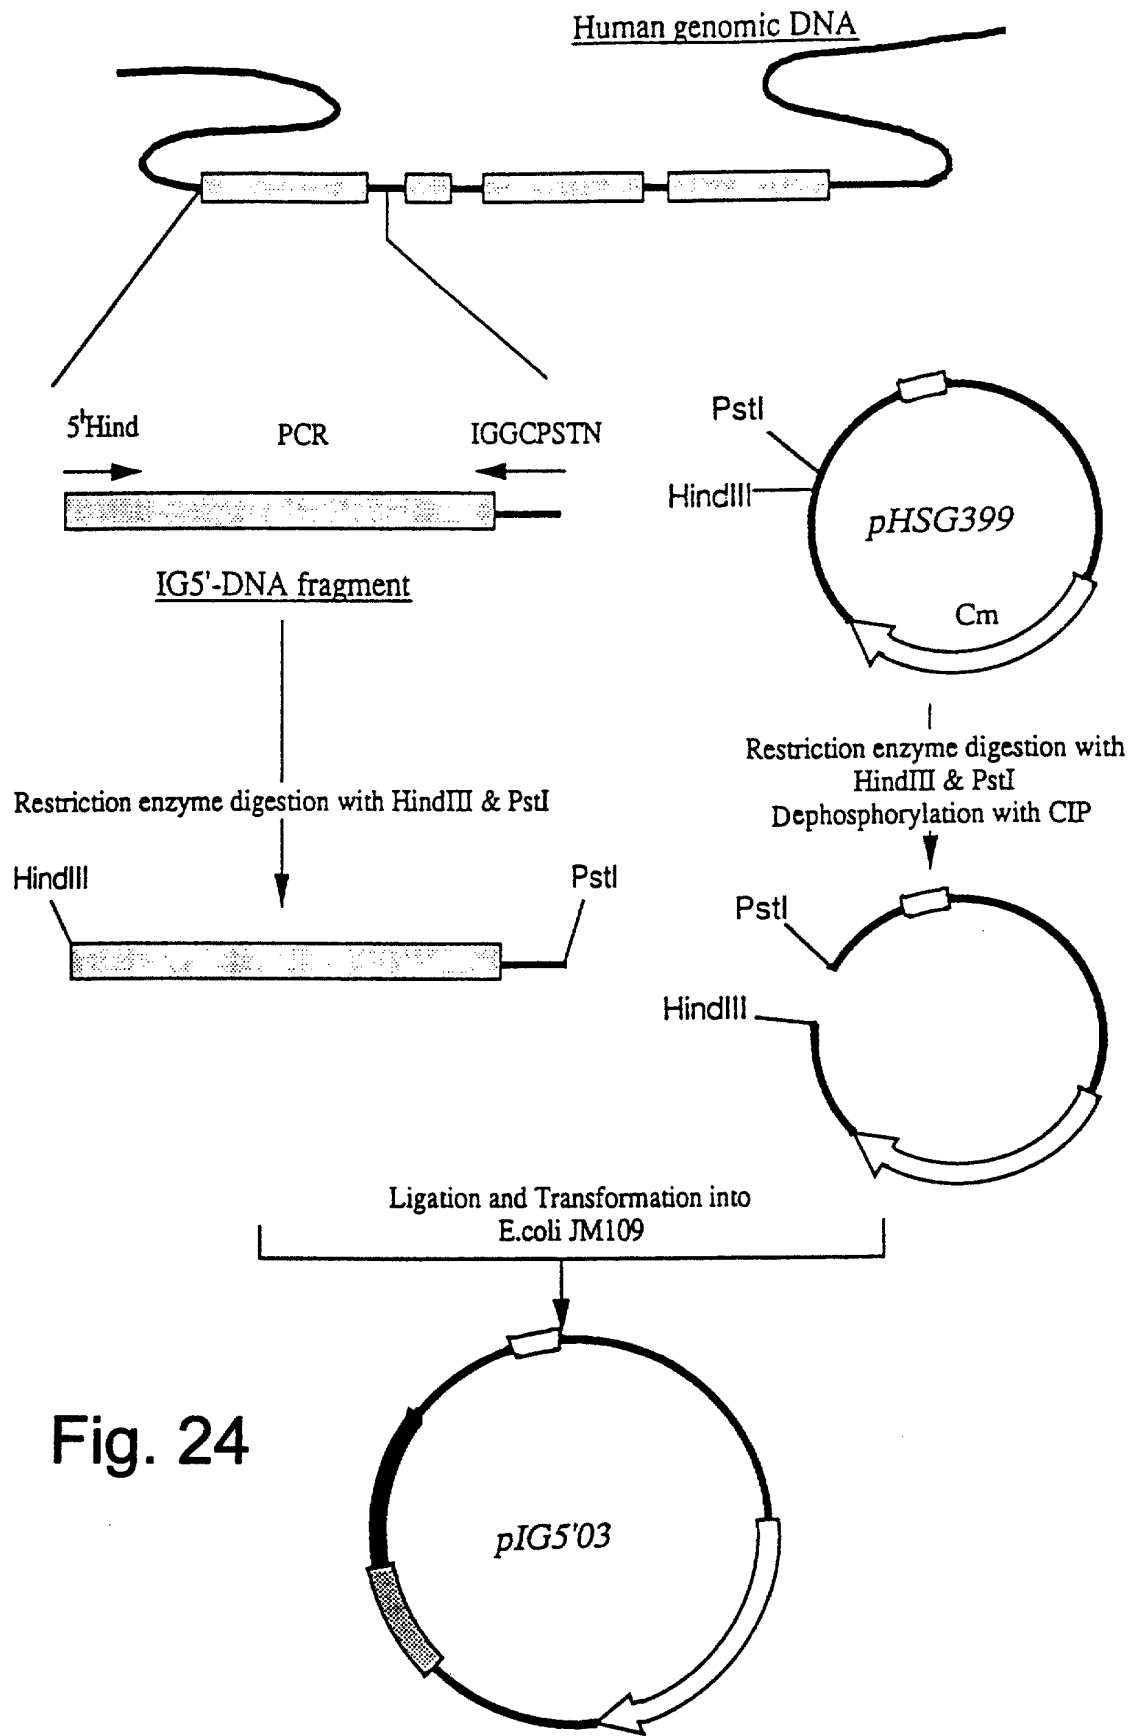 Human genomic DNA
5'Hind
PCR
IGGCPSTN
IG5'-DNA fragment
PstI
HindIII
pHSG399
Cm
Restriction enzyme digestion with
HindIII & PstI
Dephosphorylation with CIP
Restriction enzyme digestion with HindIII & PstI
HindIII
PstI
PstI
HindIII
Ligation and Transformation into
E.coli JM109
Fig. 24
pIG5'03